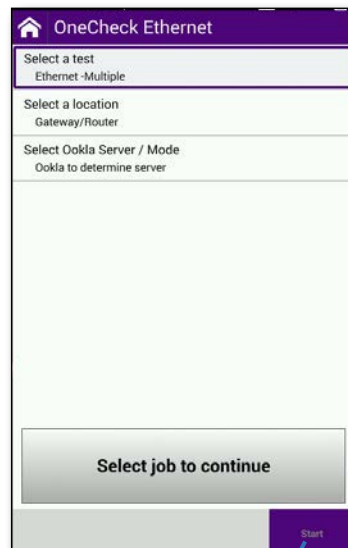 OneCheck Ethernet
Select a test
Ethernet -Multiple
Select a location
Gateway/Router
Select Ookla Server / Mode
Ookla to determine server
Select job to continue
Start